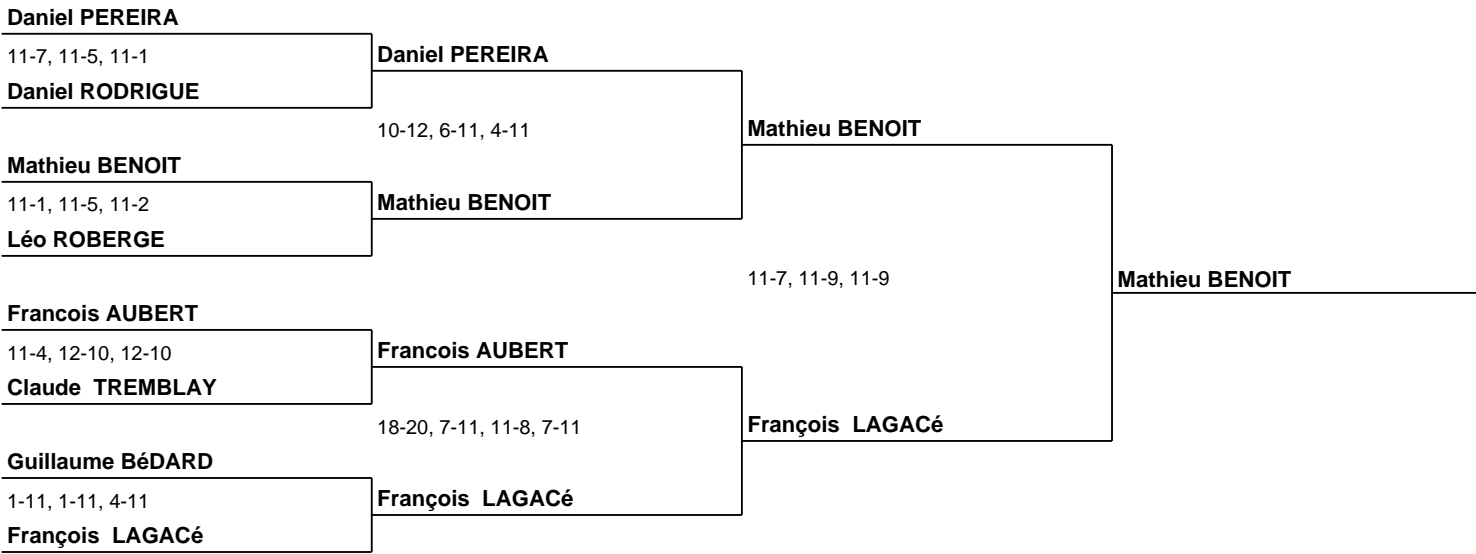 Daniel PEREIRA
11-7, 11-5, 11-1
Daniel PEREIRA
Daniel RODRIGUE
10-12, 6-11, 4-11
Mathieu BENOIT
Mathieu BENOIT
11-1, 11-5, 11-2
Mathieu BENOIT
Léo ROBERGE
11-7, 11-9, 11-9
Mathieu BENOIT
Francois AUBERT
11-4, 12-10, 12-10
Francois AUBERT
Claude  TREMBLAY
18-20, 7-11, 11-8, 7-11
François  LAGACé
Guillaume BéDARD
1-11, 1-11, 4-11
François  LAGACé
François  LAGACé